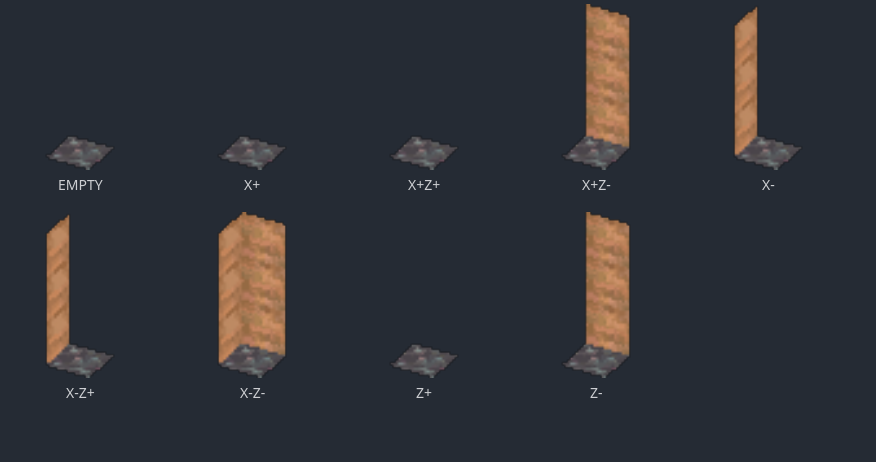 EMPTY X+ X+Z+ X+Z- X-
X-Z+ X-Z- Z+ Z-